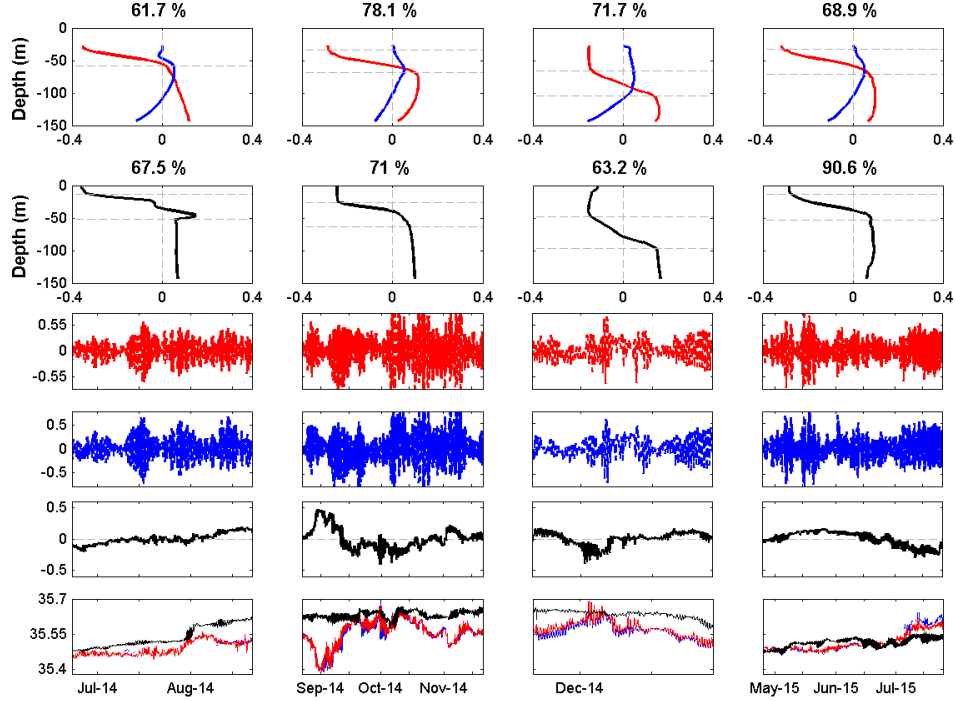 61.7 % 78.1 % 71.7 % 68.9 %
0
-50
-100
-150
Depth (m)
-0.4 0 0.4 -0.4 0 0.4 -0.4 0 0.4 -0.4 0 0.4
67.5 % 71 % 63.2 % 90.6 %
0
-50
-100
-150
Depth (m)
-0.4 0 0.4 -0.4 0 0.4 -0.4 0 0.4 -0.4 0 0.4
0.55
0
-0.55
0.5
0
-0.5
0.5
0
-0.5
35.7
35.55
35.4
Jul-14 Aug-14 Sep-14 Oct-14 Nov-14 Dec-14 May-15 Jun-15 Jul-15